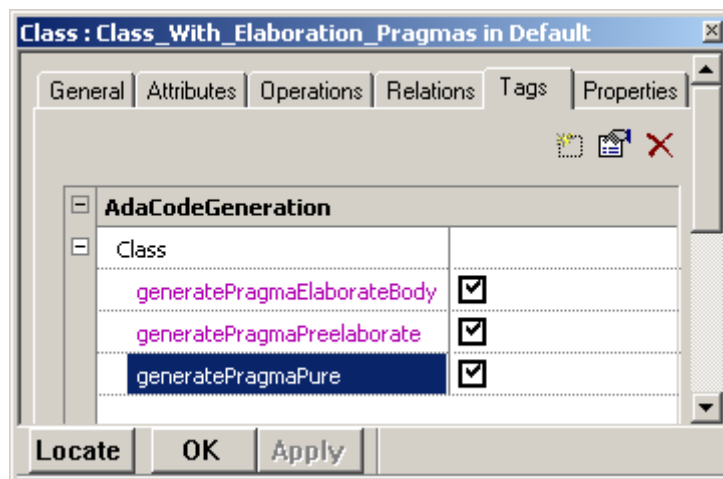 Class : Class_With_Elaboration_Pragmas in Default
General Attributes Operations Relations Tags Properties
AdaCodeGeneration
Class
generatePragmaElaborateBody
generatePragmaPreelaborate
generatePragmaPure
Locate OK Apply